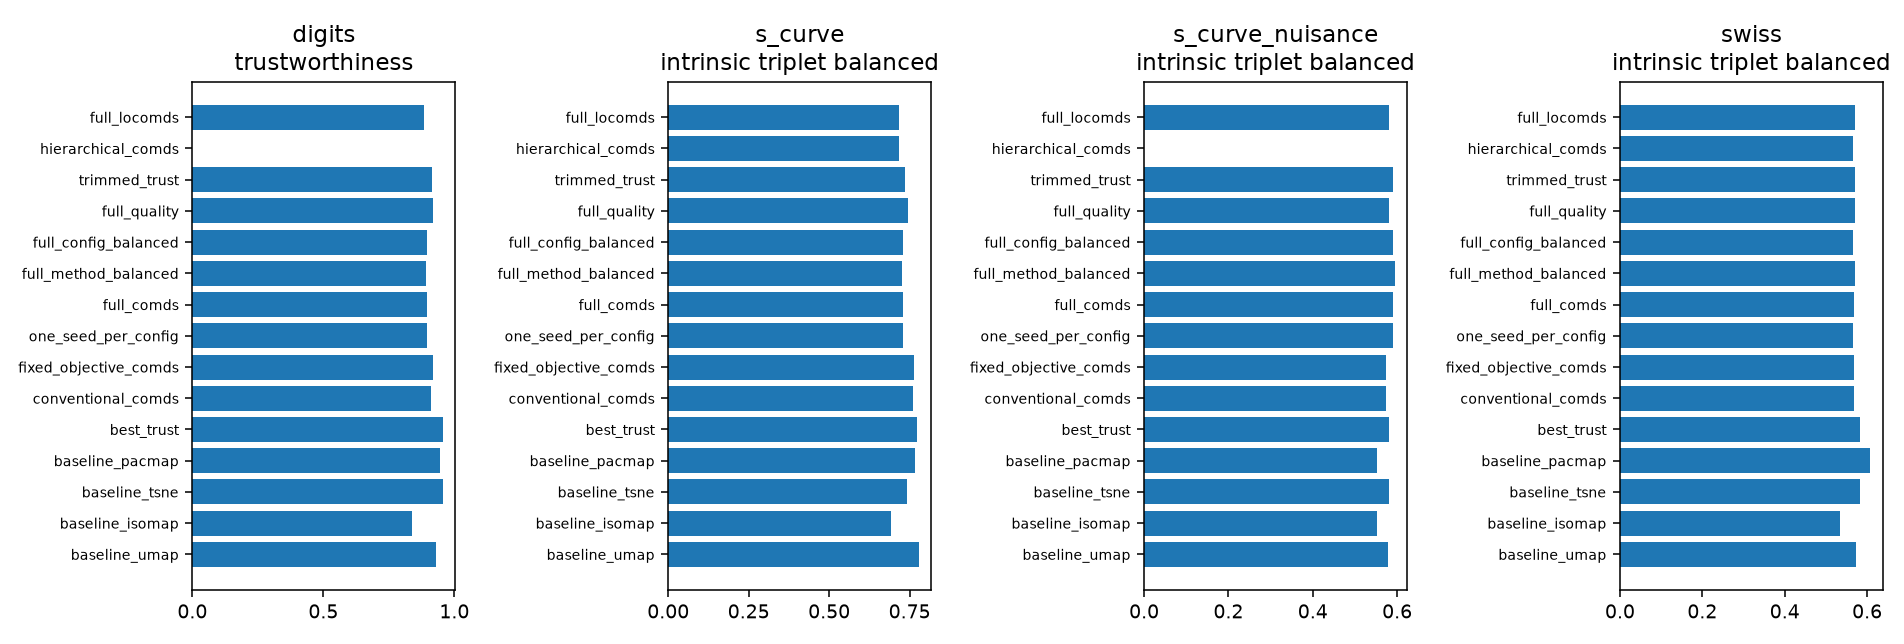 digits
trustworthiness
full_locomds
hierarchical_comds
trimmed_trust
full_quality
full_config_balanced
full_method_balanced
full_comds
one_seed_per_config
fixed_objective_comds
conventional_comds
best_trust
baseline_pacmap
baseline_tsne
baseline_isomap
baseline_umap
0.0 0.5 1.0
s_curve
intrinsic triplet balanced
full_locomds
hierarchical_comds
trimmed_trust
full_quality
full_config_balanced
full_method_balanced
full_comds
one_seed_per_config
fixed_objective_comds
conventional_comds
best_trust
baseline_pacmap
baseline_tsne
baseline_isomap
baseline_umap
0.00 0.25 0.50 0.75
s_curve_nuisance
intrinsic triplet balanced
full_locomds
hierarchical_comds
trimmed_trust
full_quality
full_config_balanced
full_method_balanced
full_comds
one_seed_per_config
fixed_objective_comds
conventional_comds
best_trust
baseline_pacmap
baseline_tsne
baseline_isomap
baseline_umap
0.0 0.2 0.4 0.6
swiss
intrinsic triplet balanced
full_locomds
hierarchical_comds
trimmed_trust
full_quality
full_config_balanced
full_method_balanced
full_comds
one_seed_per_config
fixed_objective_comds
conventional_comds
best_trust
baseline_pacmap
baseline_tsne
baseline_isomap
baseline_umap
0.0 0.2 0.4 0.6